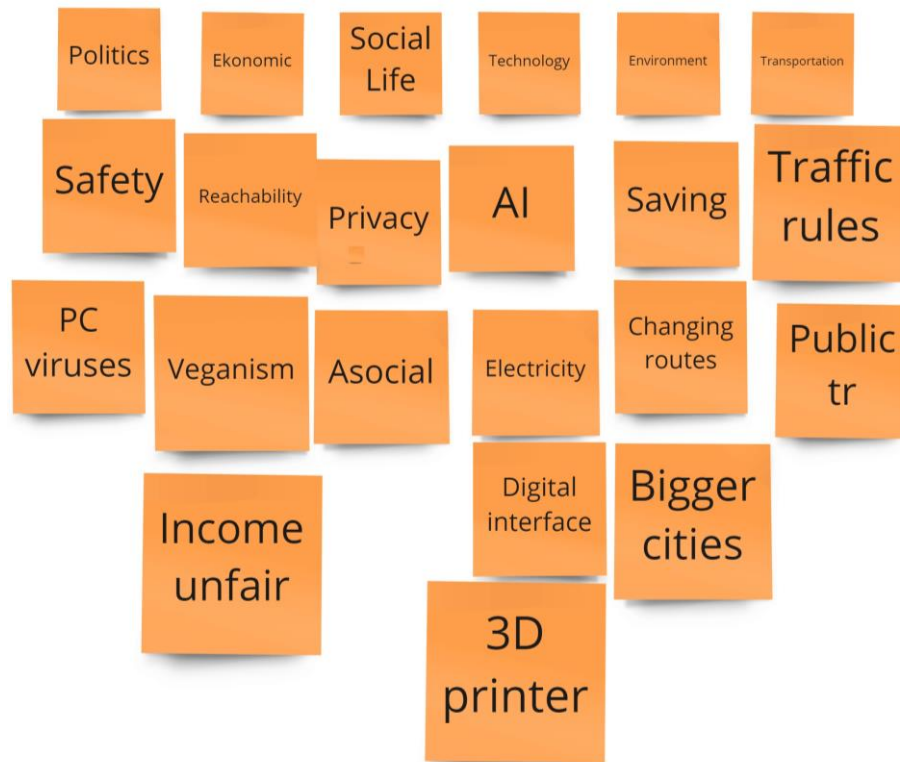 Politics
Ekonomic
Social
Life
Technology
Environment
Transportation
Safety
Reachability
Privacy
AI
Saving
Traffic
rules
PC
viruses
Veganism
Asocial
Electricity
Changing
routes
Public
tr
Digital
interface
Bigger
cities
Income
unfair
3D
printer